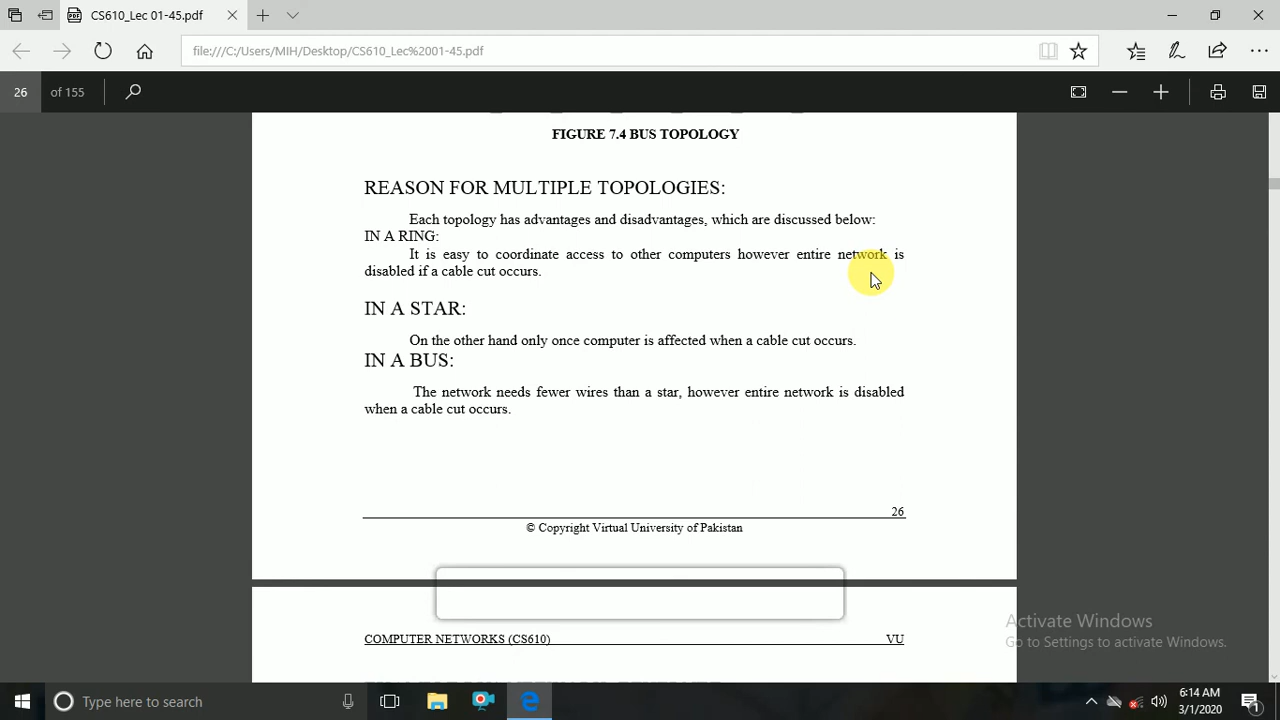 CS610_Lec 01-45.pdf
file:///C:/Users/MIH/Desktop/CS610_Lec%2001-45.pdf
26 of 155
FIGURE 7.4 BUS TOPOLOGY
REASON FOR MULTIPLE TOPOLOGIES:
Each topology has advantages and disadvantages, which are discussed below:
IN A RING:
It is easy to coordinate access to other computers however entire network is
disabled if a cable cut occurs.
IN A STAR:
On the other hand only once computer is affected when a cable cut occurs.
IN A BUS:
The network needs fewer wires than a star, however entire network is disabled
when a cable cut occurs.
26
© Copyright Virtual University of Pakistan
COMPUTER NETWORKS (CS610) VU
Activate Windows
Go to Settings to activate Windows.
Type here to search
6:14 AM
3/1/2020
1